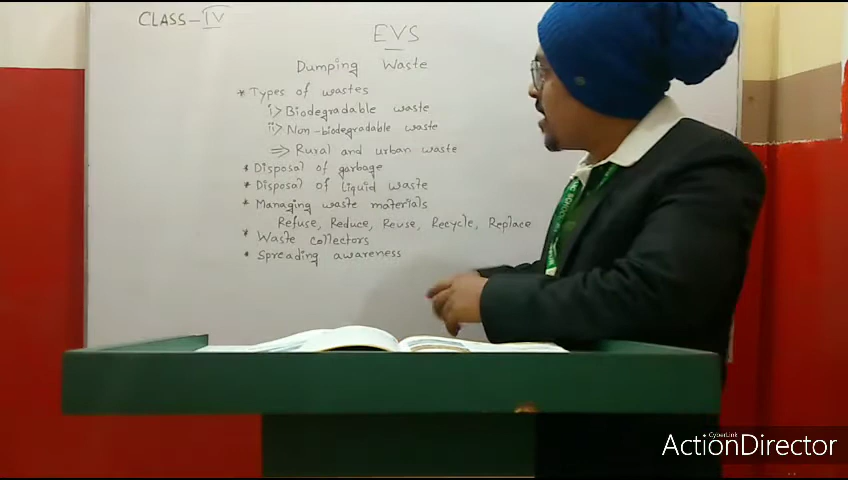 CLASS-IV
EVS
Dumping Waste
* Types of wastes
i> Biodegradable waste
ii> Non-biodegradable waste
⇒ Rural and urban waste
* Disposal of garbage
* Disposal of liquid waste
* Managing waste materials
Refuse, Reduce, Reuse, Recycle, Replace
* Waste collectors
* Spreading awareness
CyberLink
ActionDirector